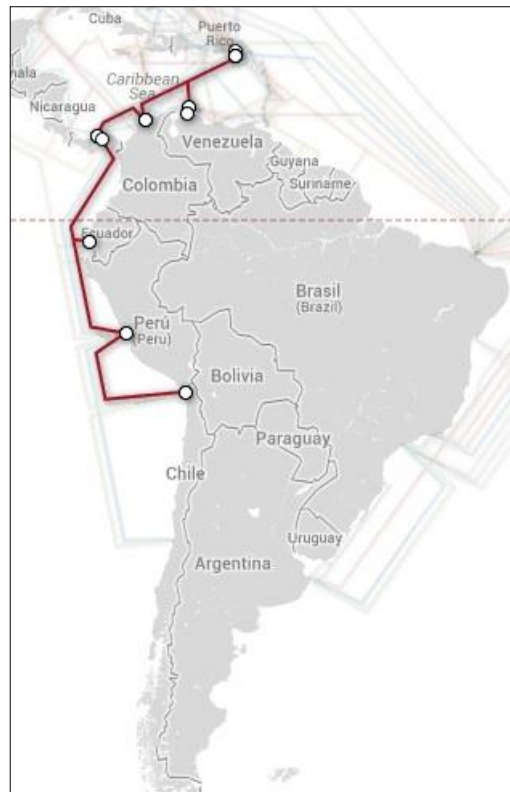 Cuba
Puerto
Rico
nala
Caribbean
Sea
Nicaragua
Venezuela
Guyana
Suriname
Colombia
Ecuador
Brasil
(Brazil)
Perú
(Peru)
Bolivia
Paraguay
Chile
Uruguay
Argentina